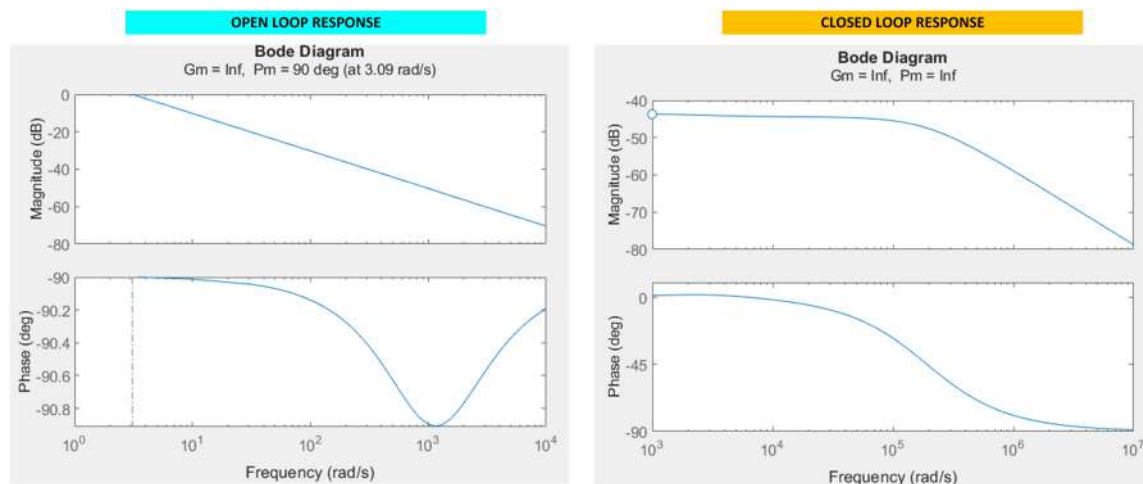 OPEN LOOP RESPONSE
Bode Diagram
Gm = Inf, Pm = 90 deg (at 3.09 rad/s)
Magnitude (dB)
0
-20
-40
-60
-80
Phase (deg)
-90
-90.2
-90.4
-90.6
-90.8
10⁰ 10¹ 10² 10³ 10⁴
Frequency (rad/s)
CLOSED LOOP RESPONSE
Bode Diagram
Gm = Inf, Pm = Inf
Magnitude (dB)
-40
-50
-60
-70
-80
Phase (deg)
0
-45
-90
10³ 10⁴ 10⁵ 10⁶ 10⁷
Frequency (rad/s)